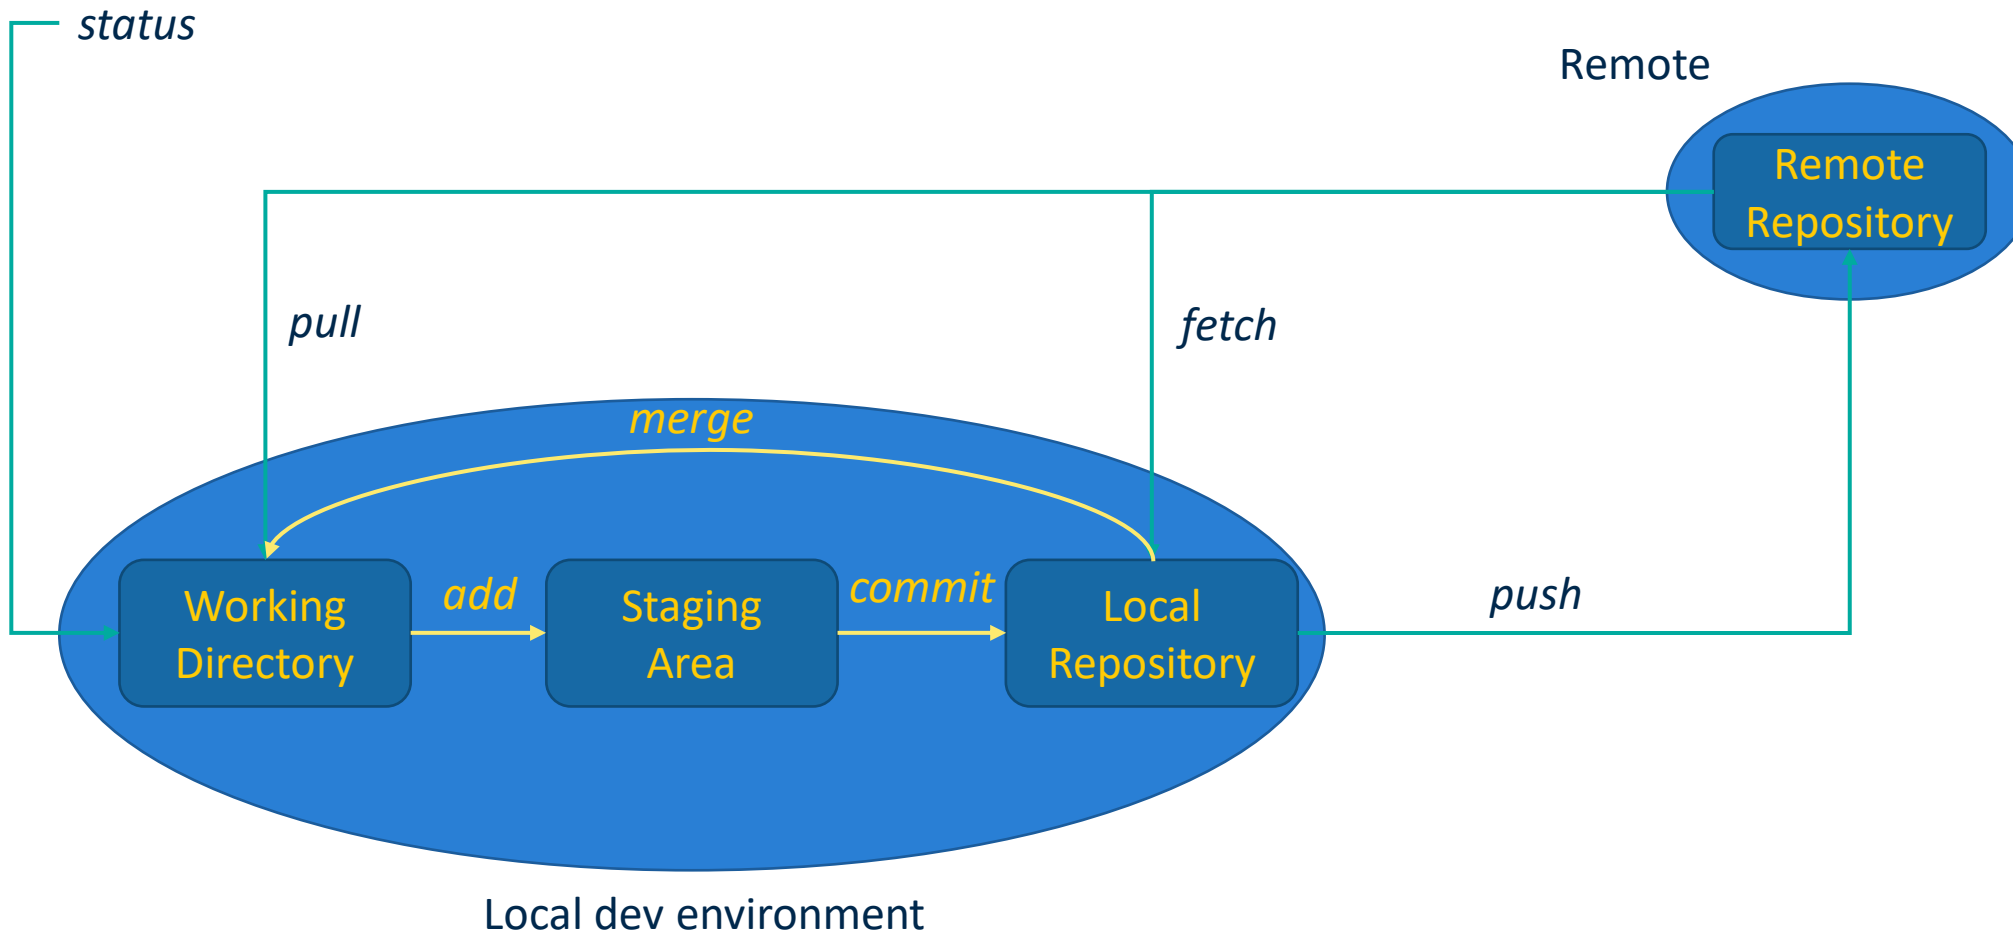 status
Remote
Remote
Repository
pull
fetch
merge
add
commit
Working
Directory
Staging
Area
Local
Repository
push
Local dev environment